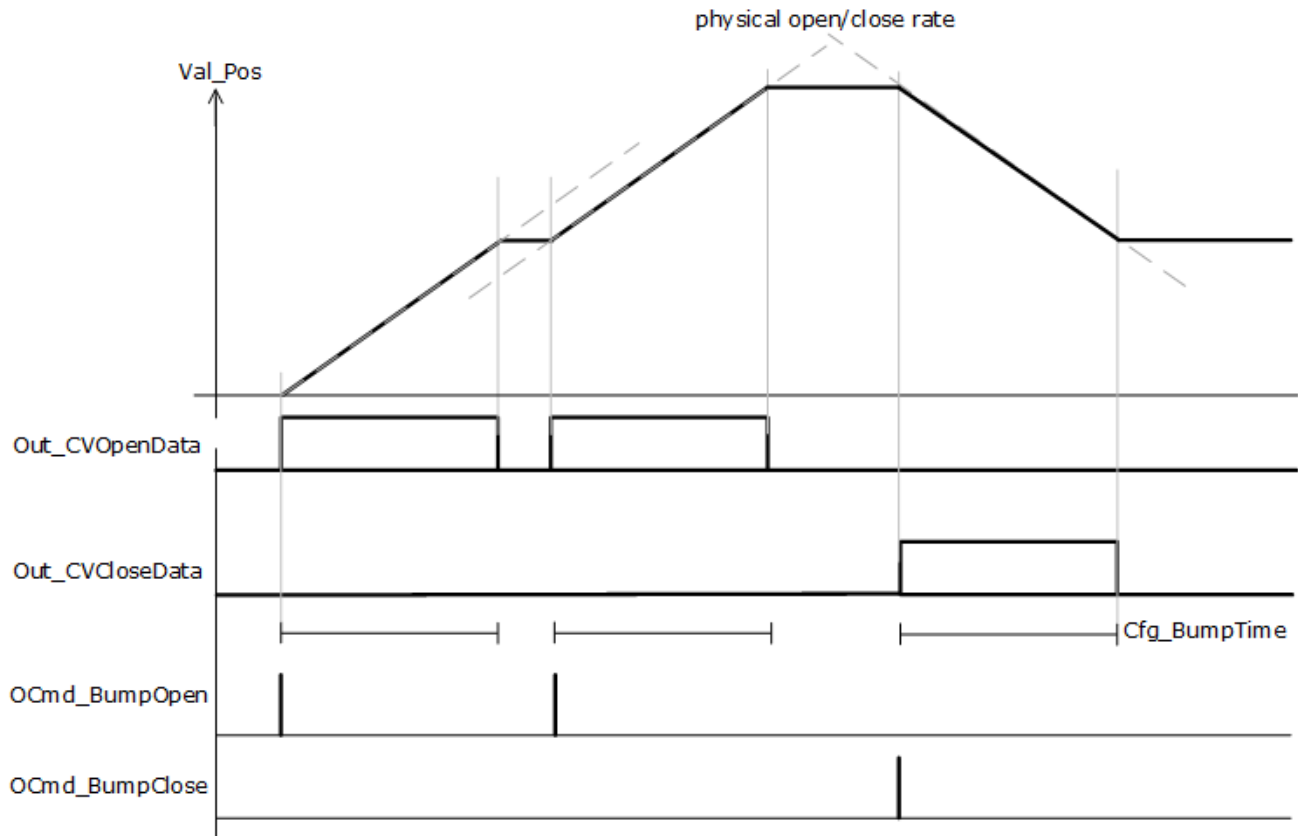 physical open/close rate
Val_Pos
Out_CVOpenData
Out_CVCloseData
Cfg_BumpTime
OCmd_BumpOpen
OCmd_BumpClose